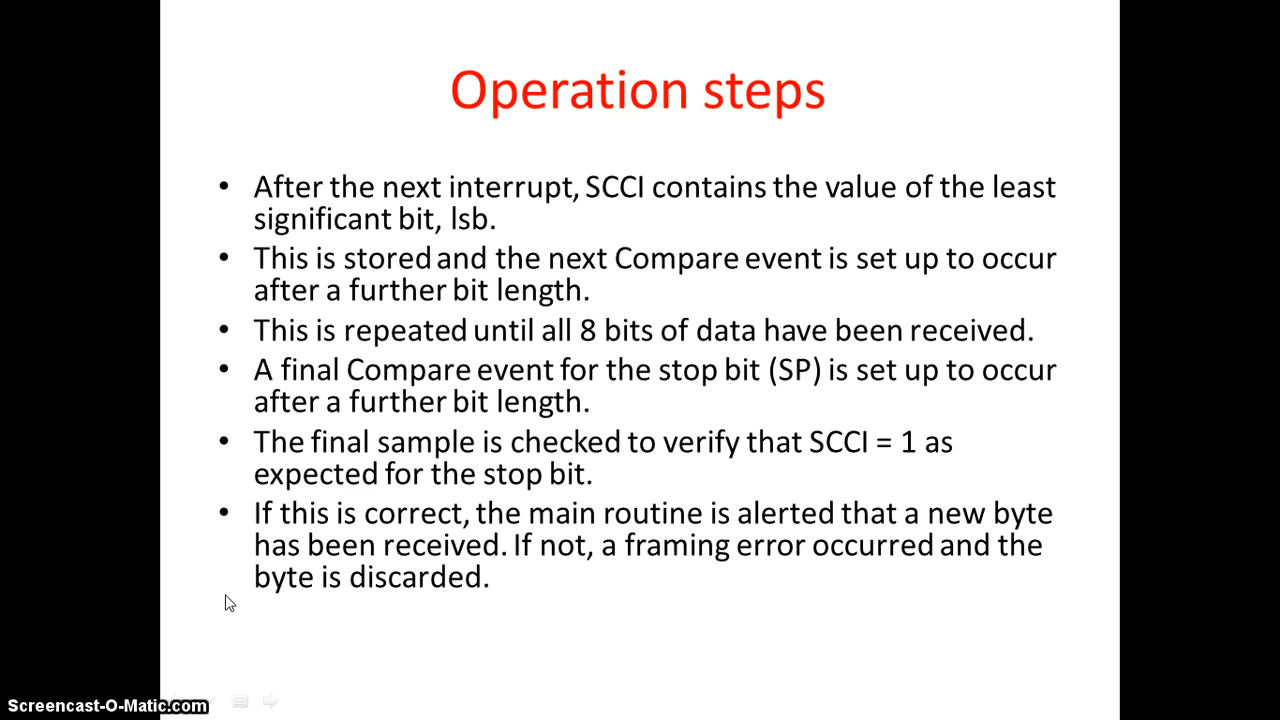 Operation steps
• After the next interrupt, SCCI contains the value of the least
significant bit, lsb.
• This is stored and the next Compare event is set up to occur
after a further bit length.
• This is repeated until all 8 bits of data have been received.
• A final Compare event for the stop bit (SP) is set up to occur
after a further bit length.
• The final sample is checked to verify that SCCI = 1 as
expected for the stop bit.
• If this is correct, the main routine is alerted that a new byte
has been received. If not, a framing error occurred and the
byte is discarded.
Screencast-O-Matic.com